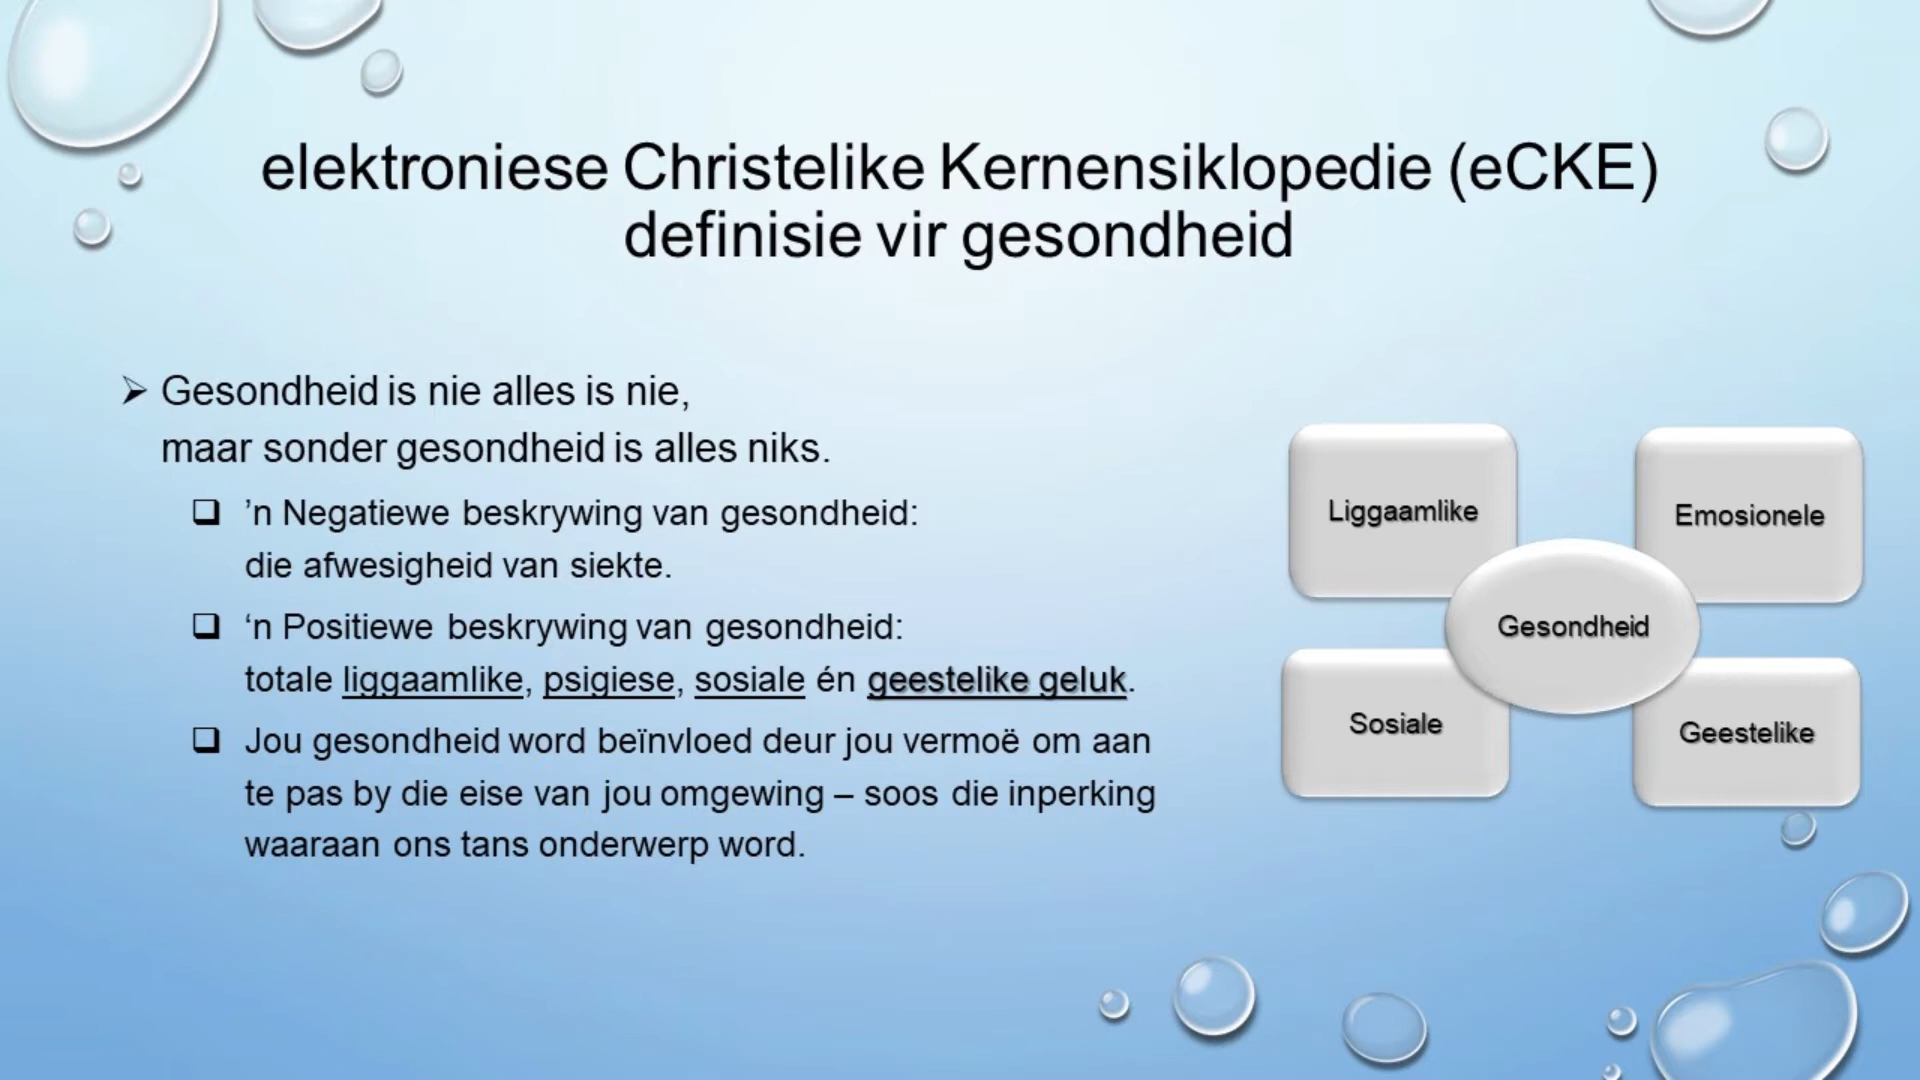 elektroniese Christelike Kernensiklopedie (eCKE)
definisie vir gesondheid
➢ Gesondheid is nie alles is nie,
maar sonder gesondheid is alles niks.
❑ ’n Negatiewe beskrywing van gesondheid:
die afwesigheid van siekte.
❑ ‘n Positiewe beskrywing van gesondheid:
totale liggaamlike, psigiese, sosiale én geestelike geluk.
❑ Jou gesondheid word beïnvloed deur jou vermoë om aan
te pas by die eise van jou omgewing – soos die inperking
waaraan ons tans onderwerp word.
Liggaamlike
Emosionele
Gesondheid
Sosiale
Geestelike